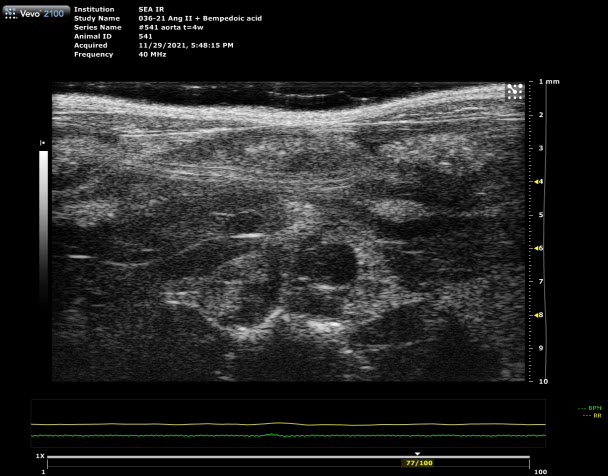 Vevo 2100
Institution SEA IR
Study Name 036-21 Ang II + Bempedoic acid
Series Name #541 aorta t=4w
Animal ID 541
Acquired 11/29/2021, 5:48:15 PM
Frequency 40 MHz
1 mm
2
3
4
5
6
7
8
9
10
BPM
RR
1X
77/100
1 100